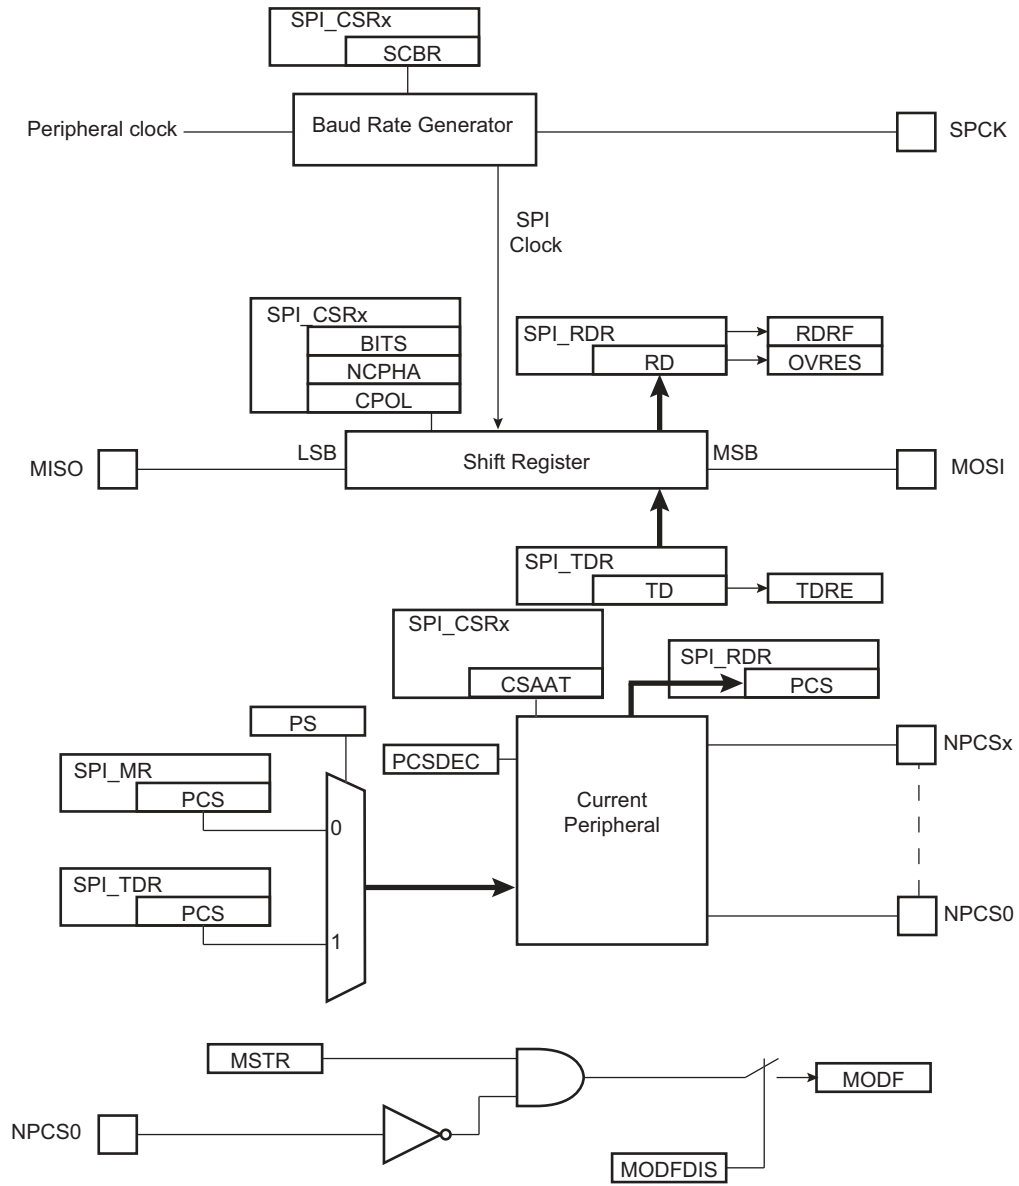 SPI_CSRx
SCBR
Peripheral clock
Baud Rate Generator
SPCK
SPI
Clock
SPI_CSRx
BITS
NCPHA
CPOL
SPI_RDR
RD
RDRF
OVRES
MISO
LSB
Shift Register
MSB
MOSI
SPI_TDR
TD
TDRE
SPI_CSRx
CSAAT
SPI_RDR
PCS
PS
PCSDEC
NPCSx
SPI_MR
PCS
0
Current
Peripheral
SPI_TDR
PCS
1
NPCS0
MSTR
MODF
NPCS0
MODFDIS